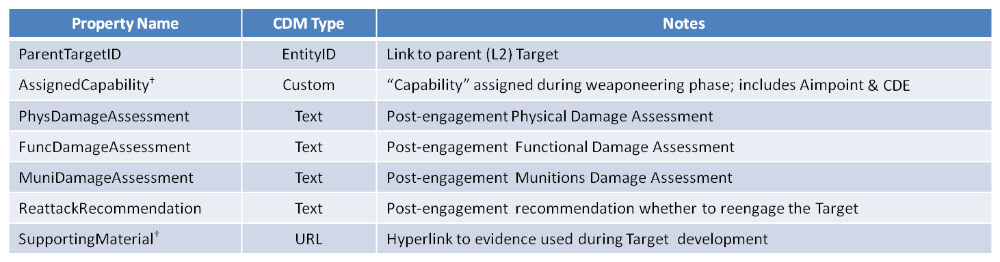 Property Name CDM Type Notes
ParentTargetID EntityID Link to parent (L2) Target
AssignedCapability† Custom “Capability” assigned during weaponeering phase; includes Aimpoint & CDE
PhysDamageAssessment Text Post-engagement Physical Damage Assessment
FuncDamageAssessment Text Post-engagement Functional Damage Assessment
MuniDamageAssessment Text Post-engagement Munitions Damage Assessment
ReattackRecommendation Text Post-engagement recommendation whether to reengage the Target
SupportingMaterial† URL Hyperlink to evidence used during Target development